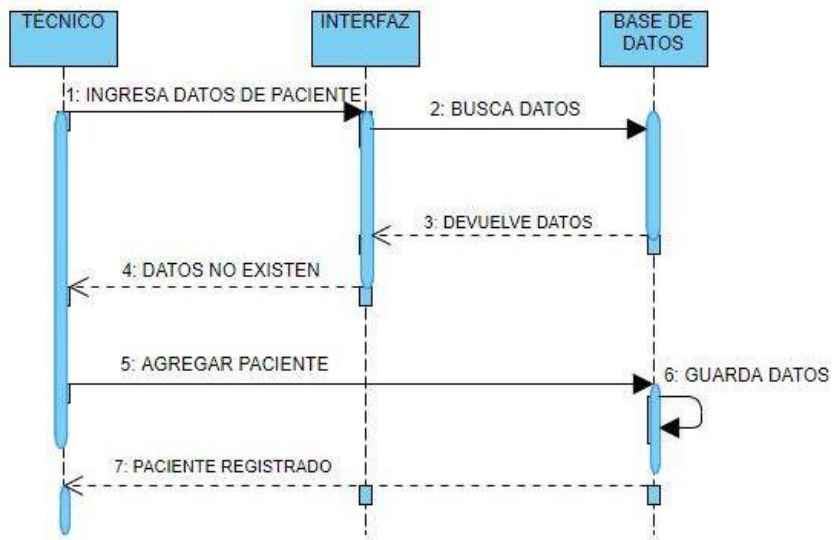 TÉCNICO
INTERFAZ
BASE DE
DATOS
1: INGRESA DATOS DE PACIENTE
2: BUSCA DATOS
3: DEVUELVE DATOS
4: DATOS NO EXISTEN
5: AGREGAR PACIENTE
6: GUARDA DATOS
7: PACIENTE REGISTRADO